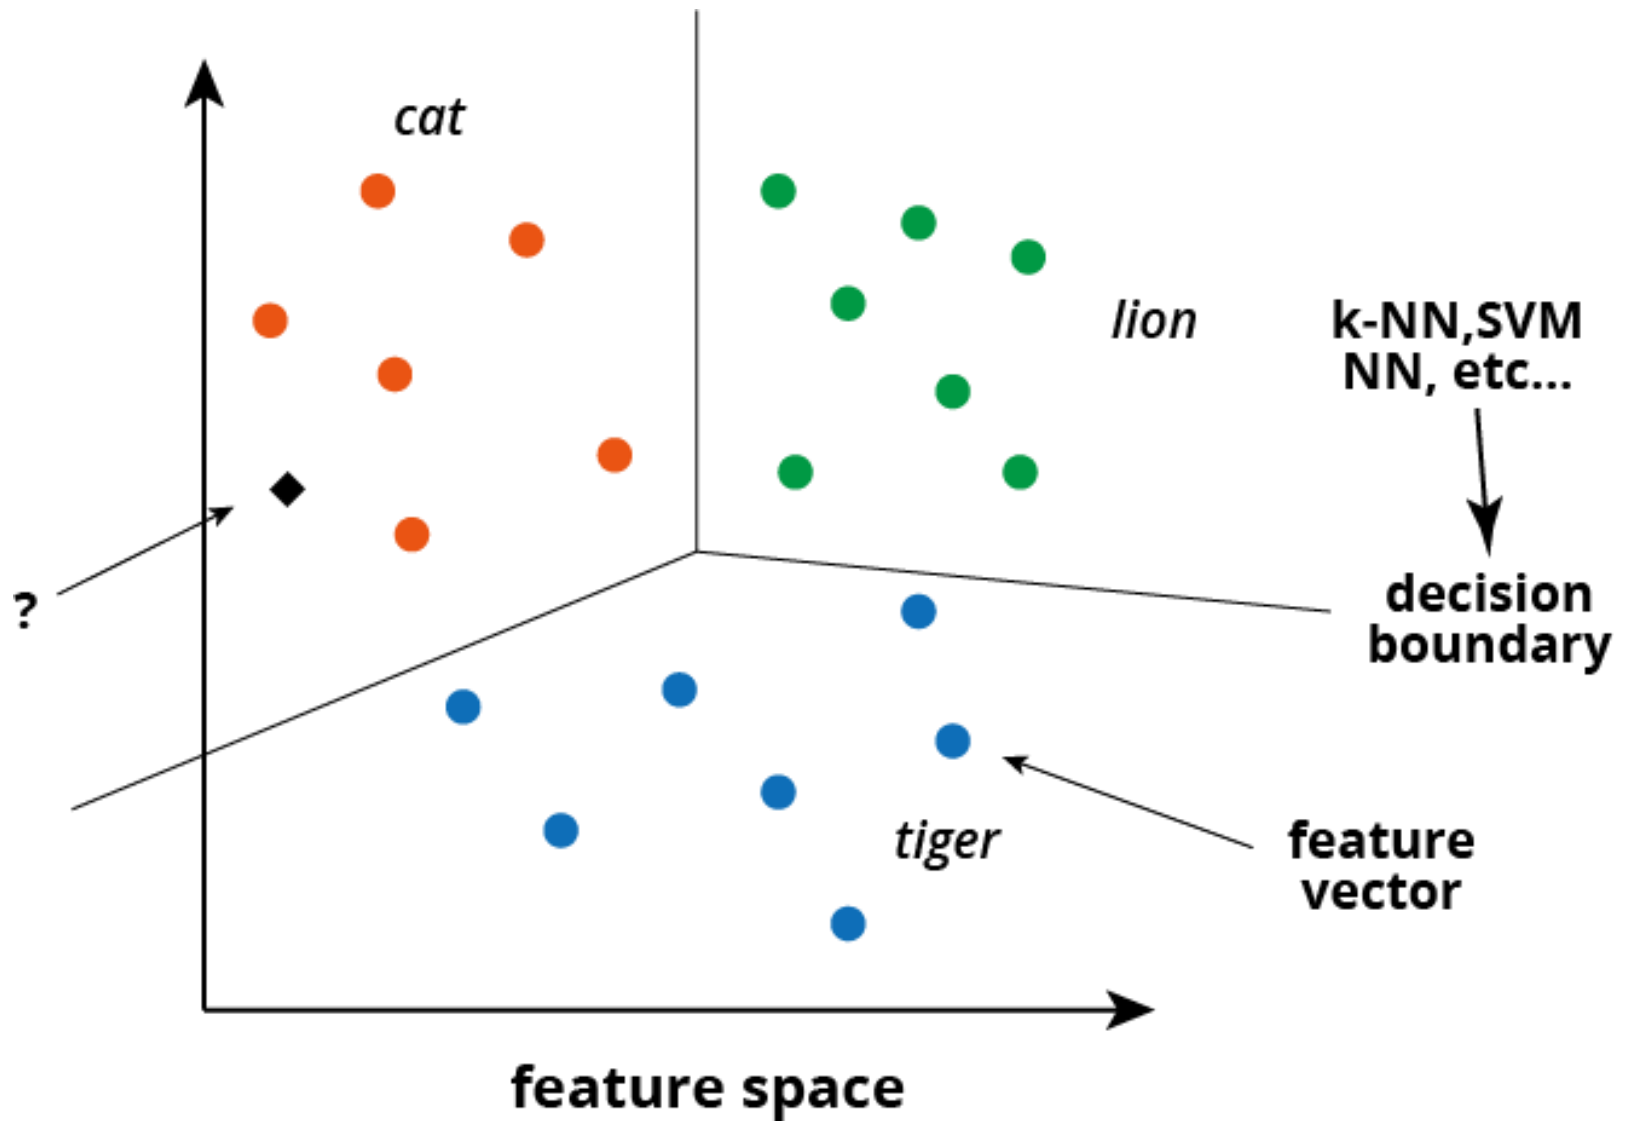 cat
lion
k-NN,SVM
NN, etc...
?
decision
boundary
tiger
feature
vector
feature space